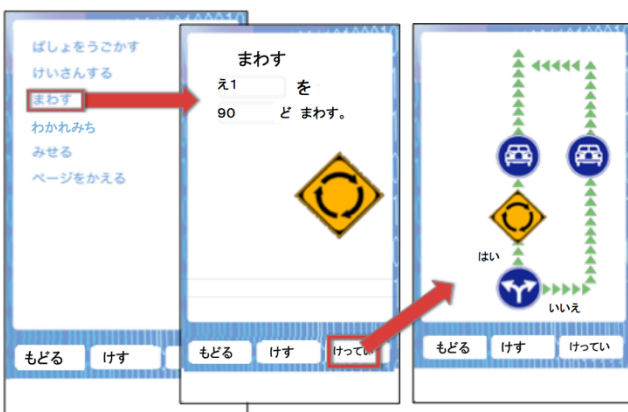 ばしょをうごかす
けいさんする
まわす
わかれみち
みせる
ページをかえる
もどる
けす
まわす
え1 を
90 ど まわす。
もどる
けす
けってい
はい
いいえ
もどる
けす
けってい